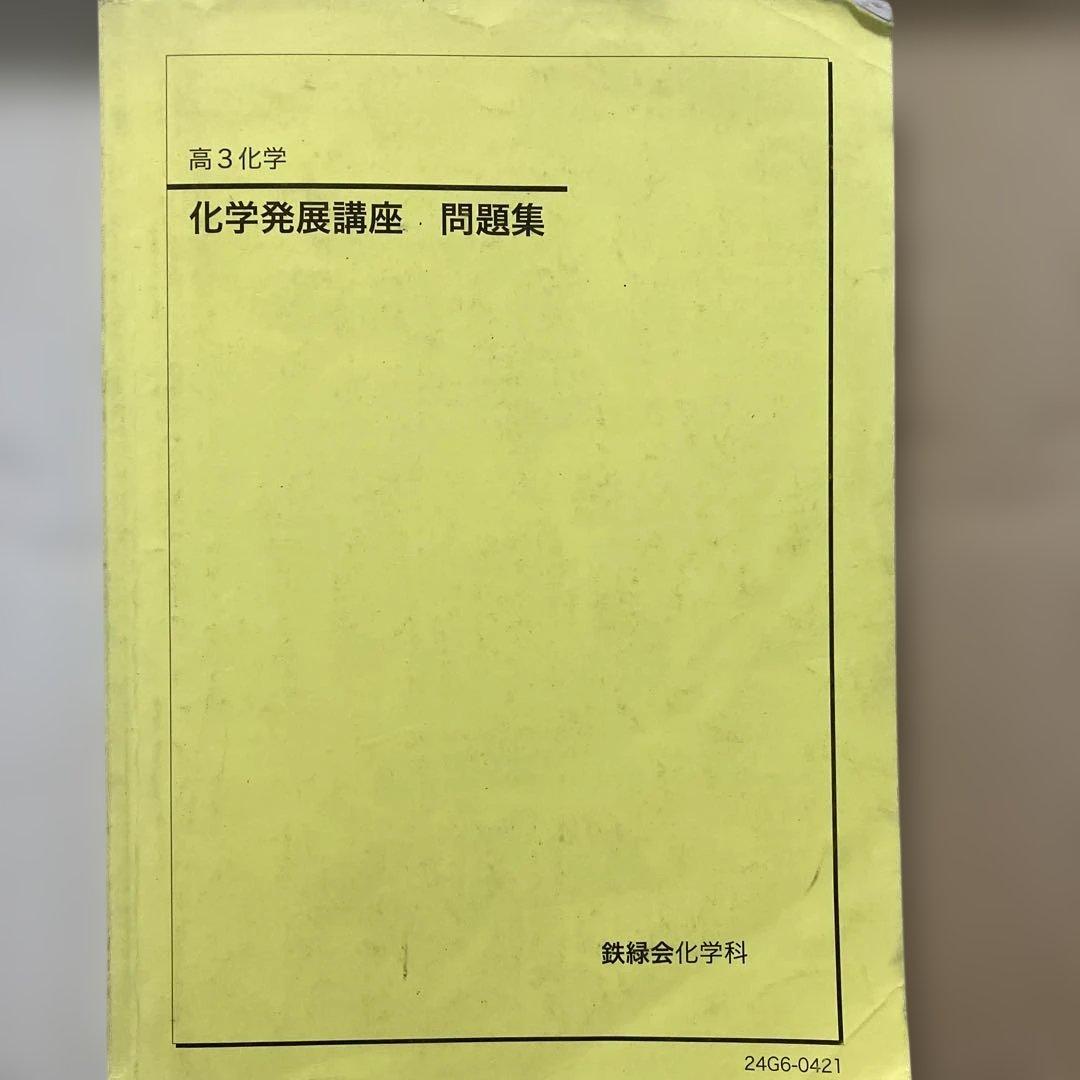 高3化学
化学発展講座 問題集
鉄緑会化学科
24G6-0421